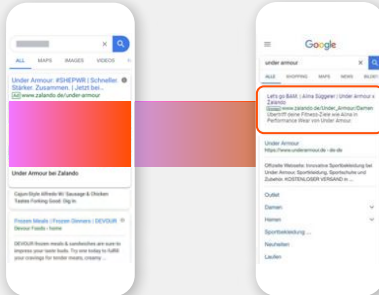 ALL MAPS IMAGES VIDEOS
Under Armour: #SHEPWR | Schneller.
Stärker. Zusammen. | Jetzt bei...
Ad www.zalando.de/under-armour
Under Armour bei Zalando
Cajun-Style Alfredo W/ Sausage & Chicken
Tastes Forking Good. Dig In
Frozen Meals | Frozen Dinners | DEVOUR
Devour Foods - home
DEVOUR frozen meals & sandwiches are sure to
impress your taste buds. Try one today to fulfill
your cravings for tender meats, creamy ...
Google
under armour
ALLE SHOPPING MAPS NEWS BILDER
Let's go BAM! | Alma Süggeler | Under Armour x
Zalando
www.zalando.de/Under_Armour/Damen
Übertriff deine Fitness-Ziele wie Alma in
Performance Wear von Under Armour
Under Armour
https://www.underarmour.de › de-de
Offizielle Webseite: Innovative Sportbekleidung bei
Under Armour. Sportkleidung, Sportschuhe und
Zubehör. KOSTENLOSER VERSAND in ...
Outlet
Damen
Herren
Sportbekleidung ...
Neuheiten
Laufen